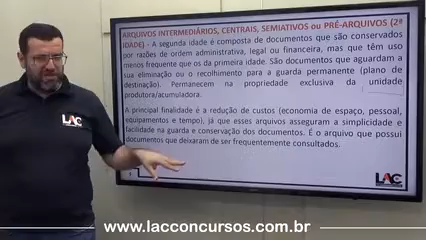 ARQUIVOS INTERMEDIÁRIOS, CENTRAIS, SEMIATIVOS ou PRÉ-ARQUIVOS (2ª
IDADE) - A segunda idade é composta de documentos que são conservados
por razões de ordem administrativa, legal ou financeira, mas que têm uso
menos frequente que os da primeira idade. São documentos que aguardam a
sua eliminação ou o recolhimento para a guarda permanente (plano de
destinação). Permanecem na propriedade exclusiva da unidade
produtora/acumuladora.
A principal finalidade é a redução de custos (economia de espaço, pessoal,
equipamentos e tempo), já que esses arquivos asseguram a simplicidade e
facilidade na guarda e conservação dos documentos. É o arquivo que possui
documentos que deixaram de ser frequentemente consultados.
LAC
LAC
www.lacconcursos.com.br